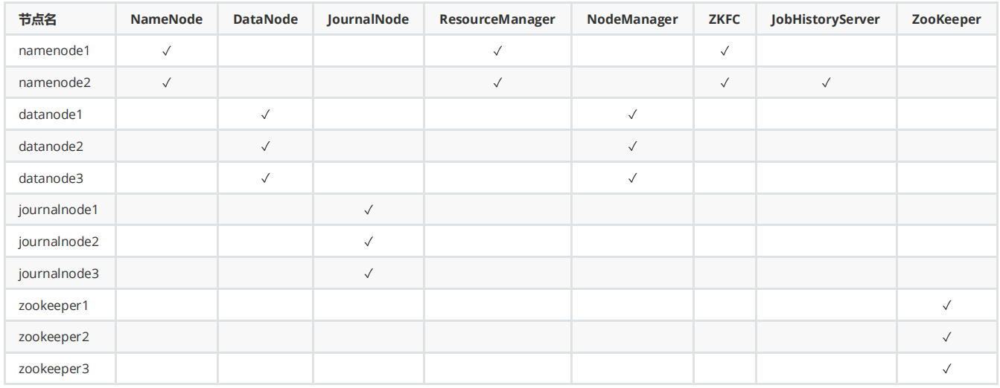 节点名 NameNode DataNode JournalNode ResourceManager NodeManager ZKFC JobHistoryServer ZooKeeper
namenode1 ✓ ✓ ✓
namenode2 ✓ ✓ ✓ ✓
datanode1 ✓ ✓
datanode2 ✓ ✓
datanode3 ✓ ✓
journalnode1 ✓
journalnode2 ✓
journalnode3 ✓
zookeeper1 ✓
zookeeper2 ✓
zookeeper3 ✓